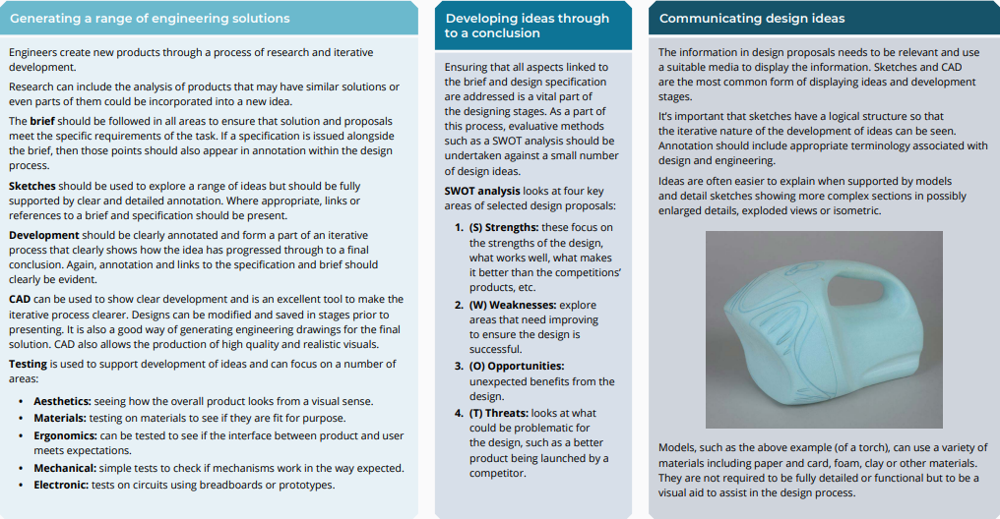 Generating a range of engineering solutions
Engineers create new products through a process of research and iterative
development.
Research can include the analysis of products that may have similar solutions or
even parts of them could be incorporated into a new idea.
The brief should be followed in all areas to ensure that solution and proposals
meet the specific requirements of the task. If a specification is issued alongside
the brief, then those points should also appear in annotation within the design
process.
Sketches should be used to explore a range of ideas but should be fully
supported by clear and detailed annotation. Where appropriate, links or
references to a brief and specification should be present.
Development should be clearly annotated and form a part of an iterative
process that clearly shows how the idea has progressed through to a final
conclusion. Again, annotation and links to the specification and brief should
clearly be evident.
CAD can be used to show clear development and is an excellent tool to make the
iterative process clearer. Designs can be modified and saved in stages prior to
presenting. It is also a good way of generating engineering drawings for the final
solution. CAD also allows the production of high quality and realistic visuals.
Testing is used to support development of ideas and can focus on a number of
areas:
• Aesthetics: seeing how the overall product looks from a visual sense.
• Materials: testing on materials to see if they are fit for purpose.
• Ergonomics: can be tested to see if the interface between product and user
meets expectations.
• Mechanical: simple tests to check if mechanisms work in the way expected.
• Electronic: tests on circuits using breadboards or prototypes.
Developing ideas through
to a conclusion
Ensuring that all aspects linked to
the brief and design specification
are addressed is a vital part of
the designing stages. As a part of
this process, evaluative methods
such as a SWOT analysis should be
undertaken against a small number
of design ideas.
SWOT analysis looks at four key
areas of selected design proposals:
1. (S) Strengths: these focus on
the strengths of the design,
what works well, what makes
it better than the competitions’
products, etc.
2. (W) Weaknesses: explore
areas that need improving
to ensure the design is
successful.
3. (O) Opportunities:
unexpected benefits from the
design.
4. (T) Threats: looks at what
could be problematic for
the design, such as a better
product being launched by a
competitor.
Communicating design ideas
The information in design proposals needs to be relevant and use
a suitable media to display the information. Sketches and CAD
are the most common form of displaying ideas and development
stages.
It’s important that sketches have a logical structure so that
the iterative nature of the development of ideas can be seen.
Annotation should include appropriate terminology associated with
design and engineering.
Ideas are often easier to explain when supported by models
and detail sketches showing more complex sections in possibly
enlarged details, exploded views or isometric.
Models, such as the above example (of a torch), can use a variety of
materials including paper and card, foam, clay or other materials.
They are not required to be fully detailed or functional but to be a
visual aid to assist in the design process.